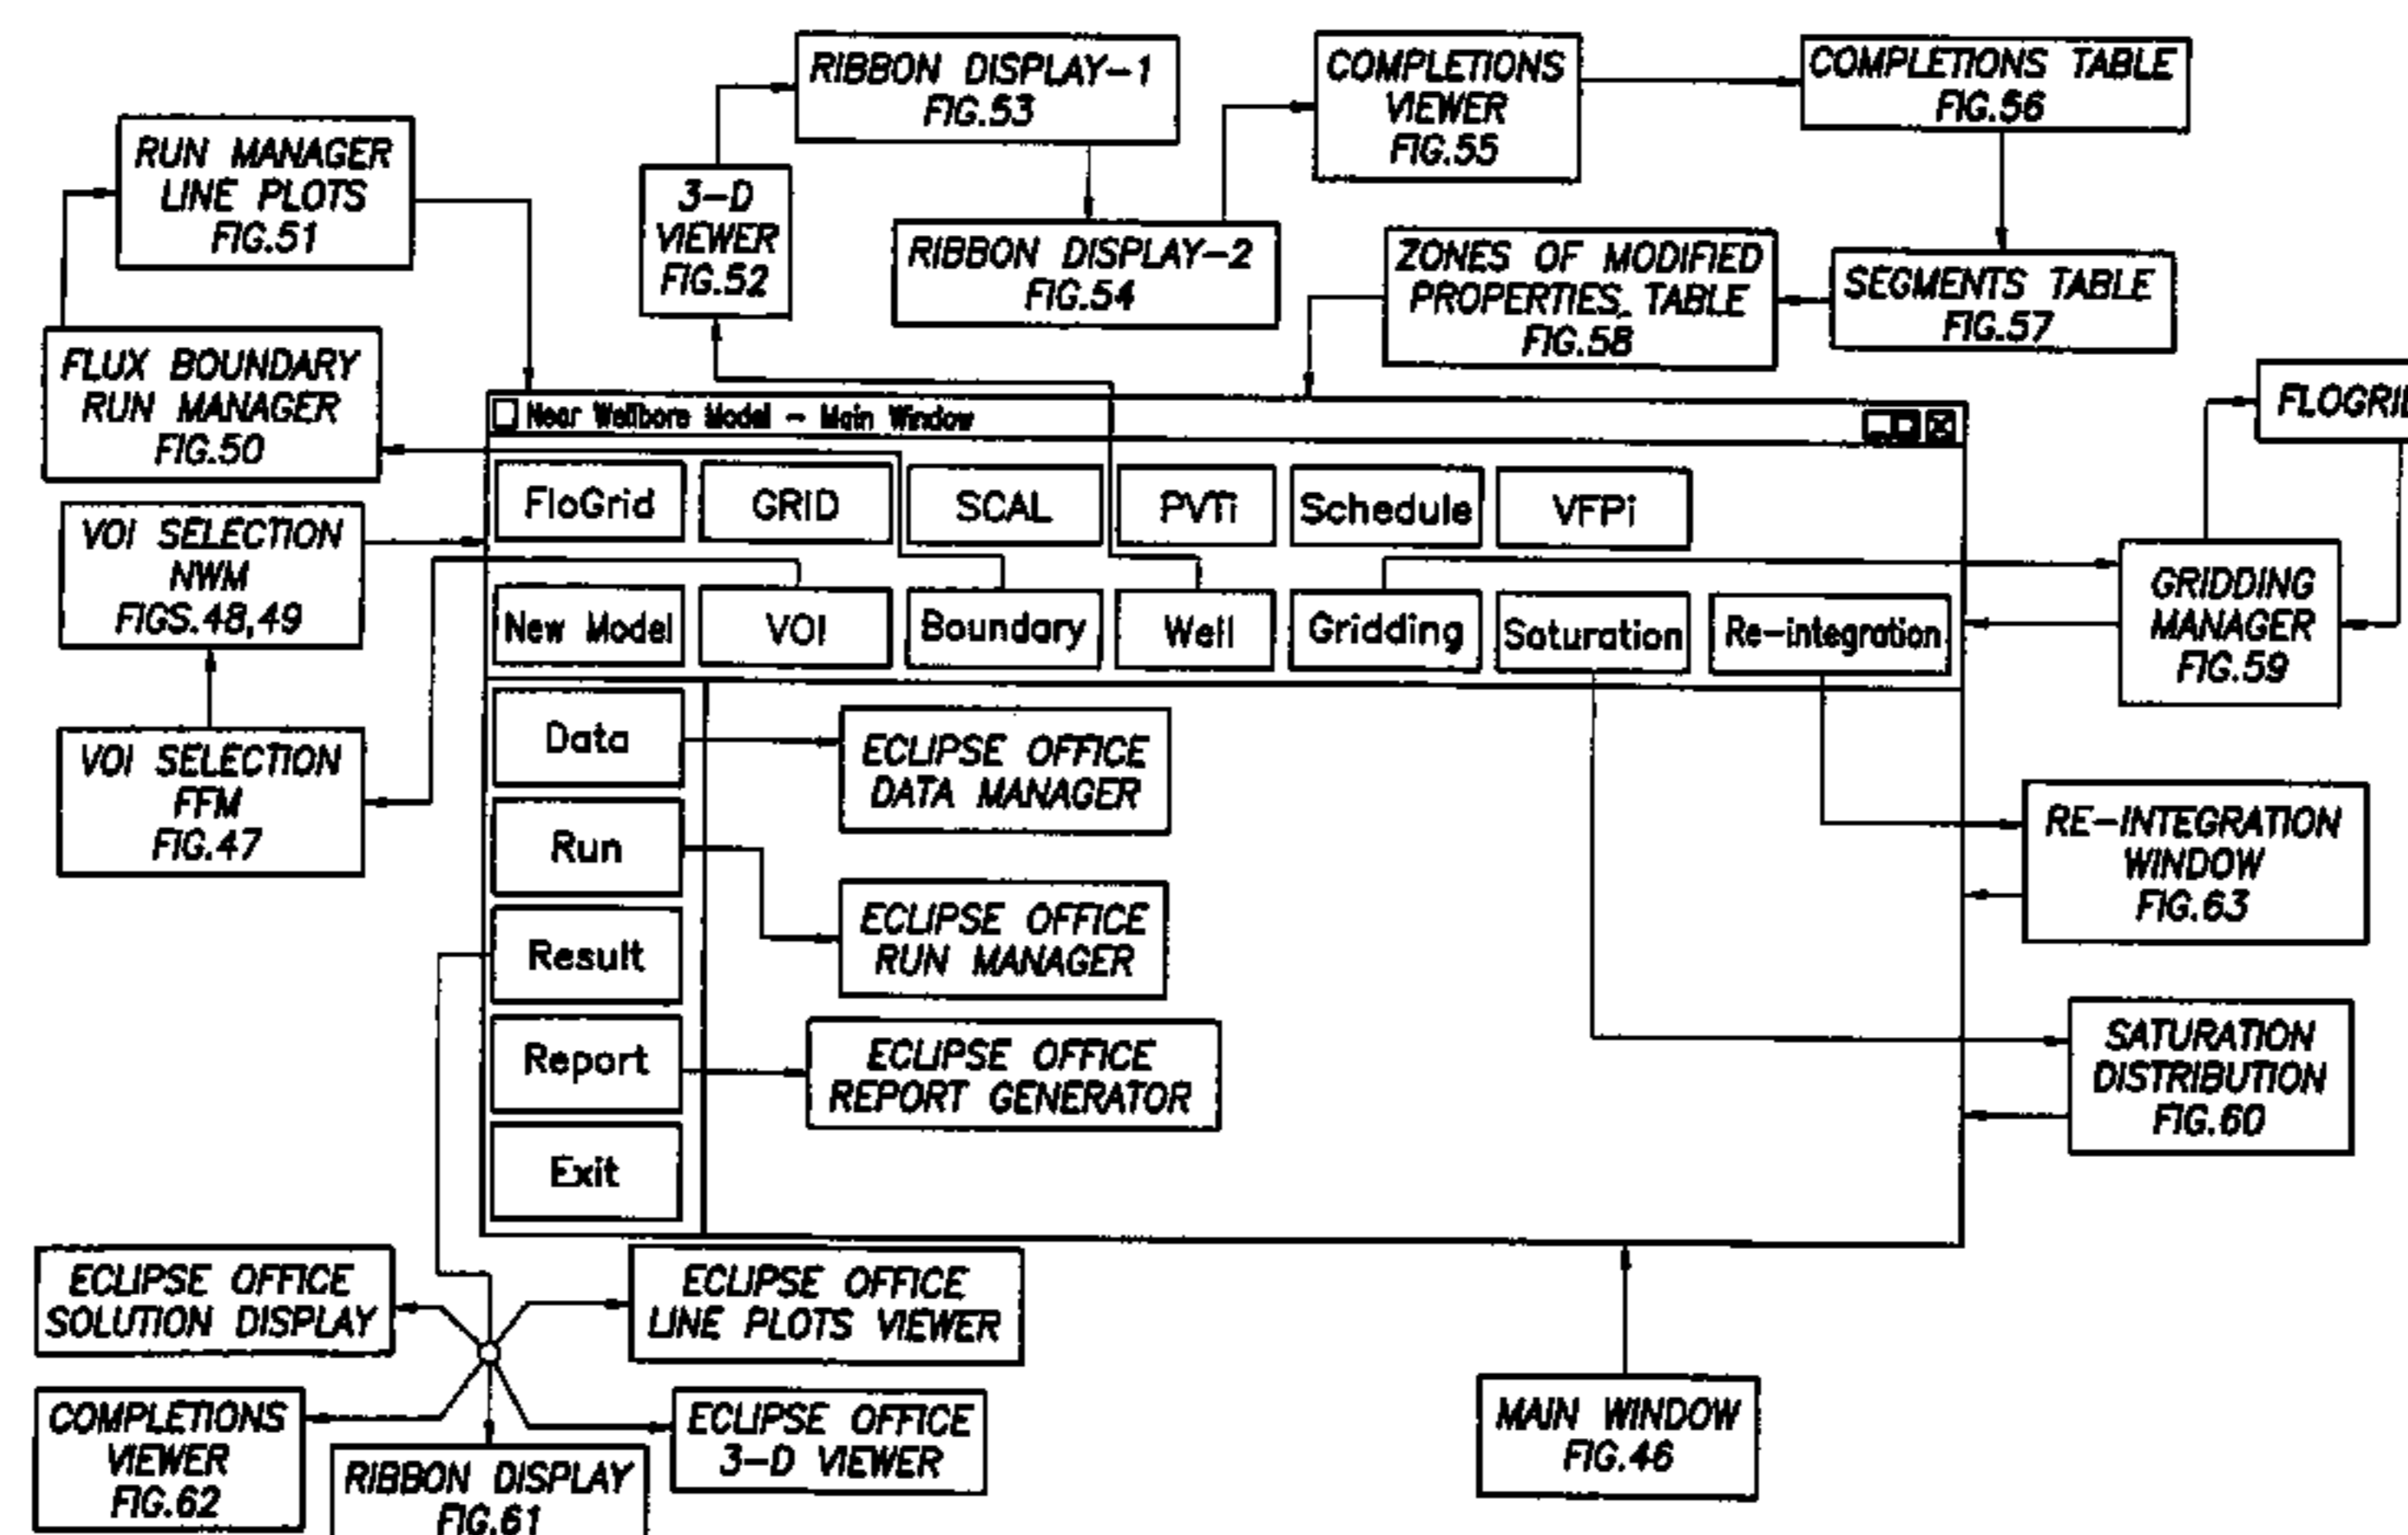 RIBBON DISPLAY-1
FIG.53
COMPLETIONS
VIEWER
FIG.55
COMPLETIONS TABLE
FIG.56
RUN MANAGER
LINE PLOTS
FIG.51
3-D
VIEWER
FIG.52
RIBBON DISPLAY-2
FIG.54
ZONES OF MODIFIED
PROPERTIES TABLE
FIG.58
SEGMENTS TABLE
FIG.57
FLUX BOUNDARY
RUN MANAGER
FIG.50
Near Wellbore Model - Main Window
FloGrid
GRID
SCAL
PVTi
Schedule
VFPi
VOI SELECTION
NWM
FIGS.48,49
New Model
VOI
Boundary
Well
Gridding
Saturation
Re-integration
GRIDDING
MANAGER
FIG.59
VOI SELECTION
FFM
FIG.47
Data
ECLIPSE OFFICE
DATA MANAGER
Run
ECLIPSE OFFICE
RUN MANAGER
Result
Report
ECLIPSE OFFICE
REPORT GENERATOR
Exit
RE-INTEGRATION
WINDOW
FIG.63
SATURATION
DISTRIBUTION
FIG.60
ECLIPSE OFFICE
SOLUTION DISPLAY
ECLIPSE OFFICE
LINE PLOTS VIEWER
COMPLETIONS
VIEWER
FIG.62
RIBBON DISPLAY
FIG.61
ECLIPSE OFFICE
3-D VIEWER
MAIN WINDOW
FIG.46